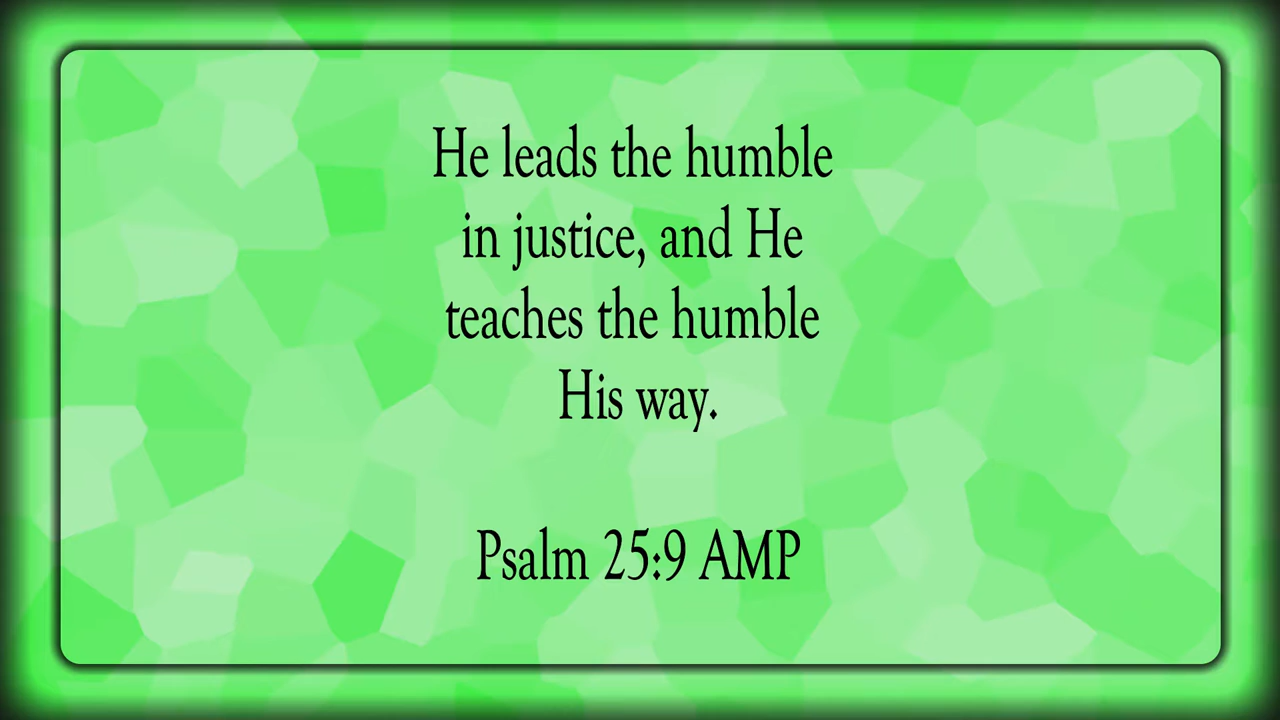 He leads the humble
in justice, and He
teaches the humble
His way.
Psalm 25:9 AMP